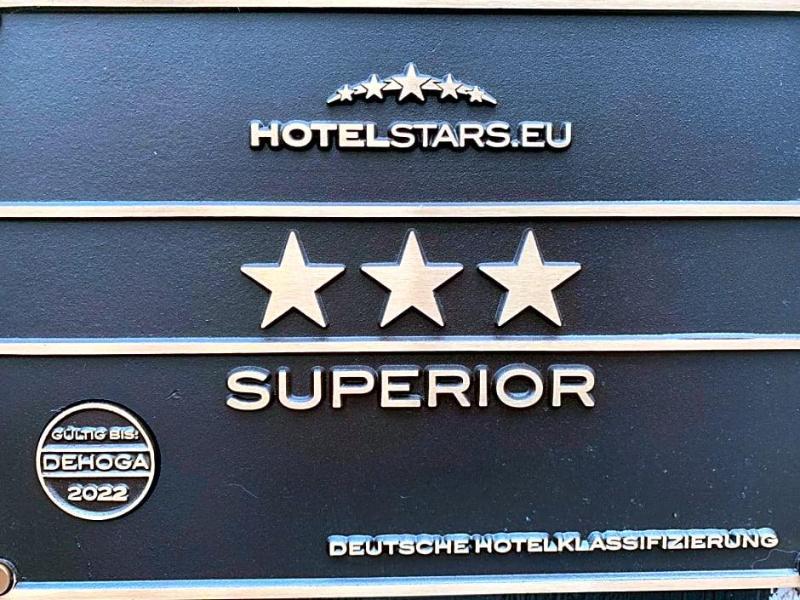 HOTELSTARS.EU
SUPERIOR
GÜLTIG BIS:
DEHOGA
2022
DEUTSCHE HOTELKLASSIFIZIERUNG